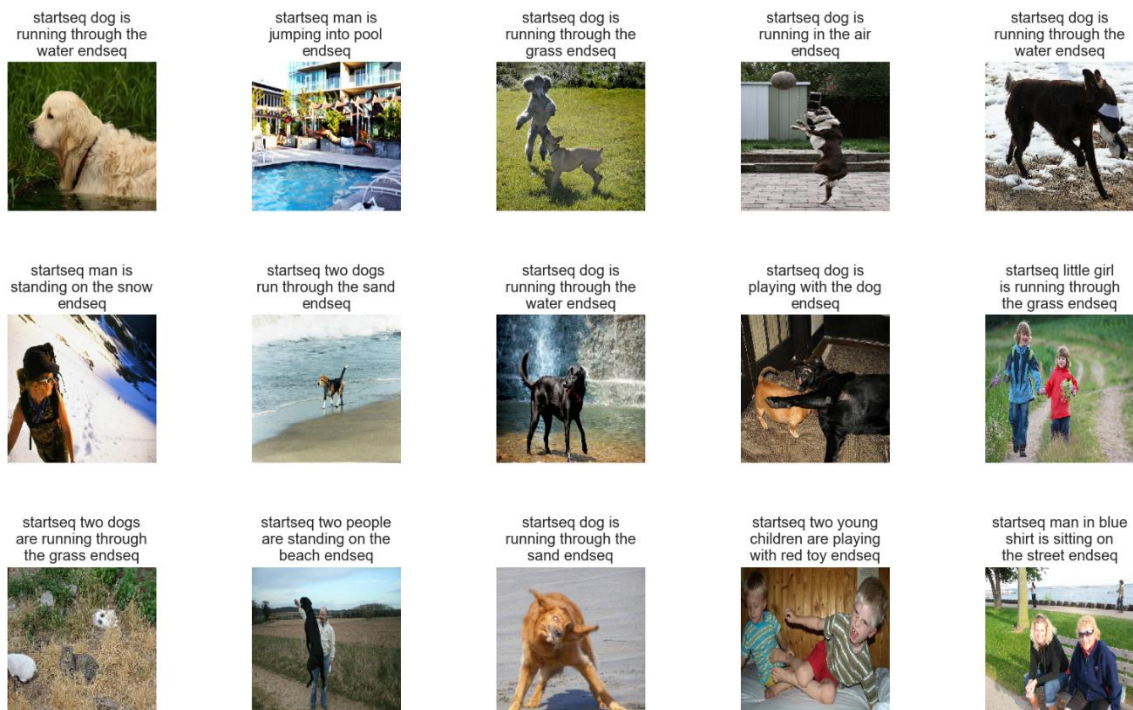 startseq dog is
running through the
water endseq
startseq man is
jumping into pool
endseq
startseq dog is
running through the
grass endseq
startseq dog is
running in the air
endseq
startseq dog is
running through the
water endseq
startseq man is
standing on the snow
endseq
startseq two dogs
run through the sand
endseq
startseq dog is
running through the
water endseq
startseq dog is
playing with the dog
endseq
startseq little girl
is running through
the grass endseq
startseq two dogs
are running through
the grass endseq
startseq two people
are standing on the
beach endseq
startseq dog is
running through the
sand endseq
startseq two young
children are playing
with red toy endseq
startseq man in blue
shirt is sitting on
the street endseq